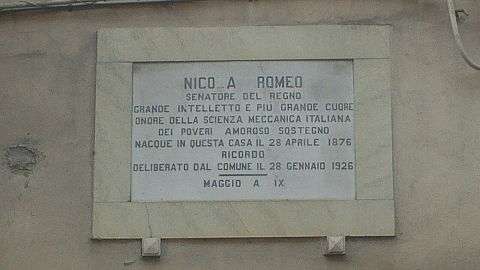 NICO A ROMEO
SENATORE DEL REGNO
GRANDE INTELLETTO E PIU GRANDE CUORE
ONORE DELLA SCIENZA MECCANICA ITALIANA
DEI POVERI AMOROSO SOSTEGNO
NACQUE IN QUESTA CASA IL 28 APRILE 1876
RICORDO
DELIBERATO DAL COMUNE IL 28 GENNAIO 1926
MAGGIO A IX